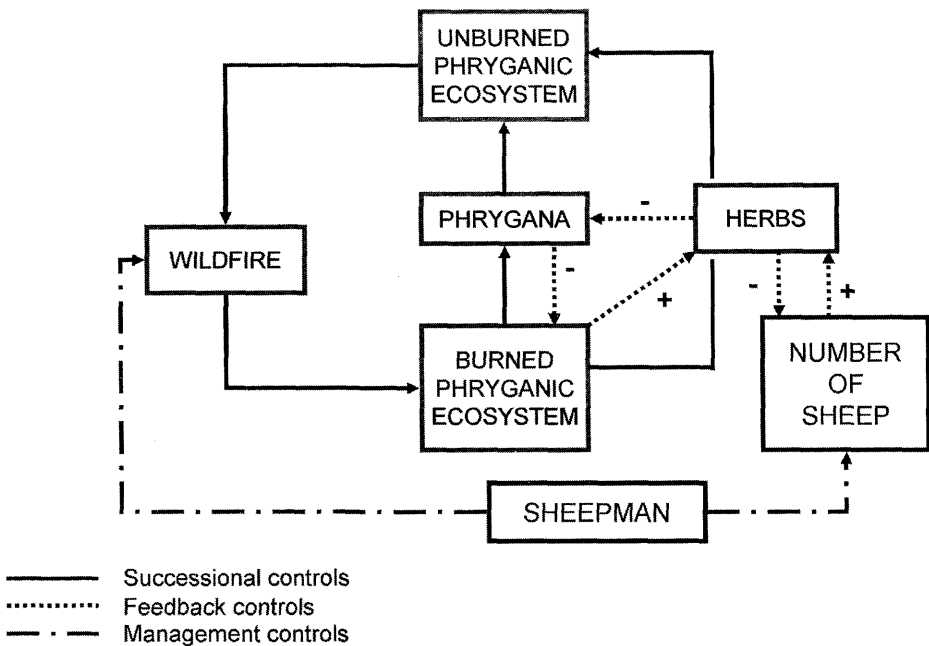 UNBURNED
PHRYGANIC
ECOSYSTEM
-
PHRYGANA
HERBS
WILDFIRE
-
+
-
+
BURNED
PHRYGANIC
ECOSYSTEM
NUMBER
OF
SHEEP
SHEEPMAN
Successional controls
Feedback controls
Management controls